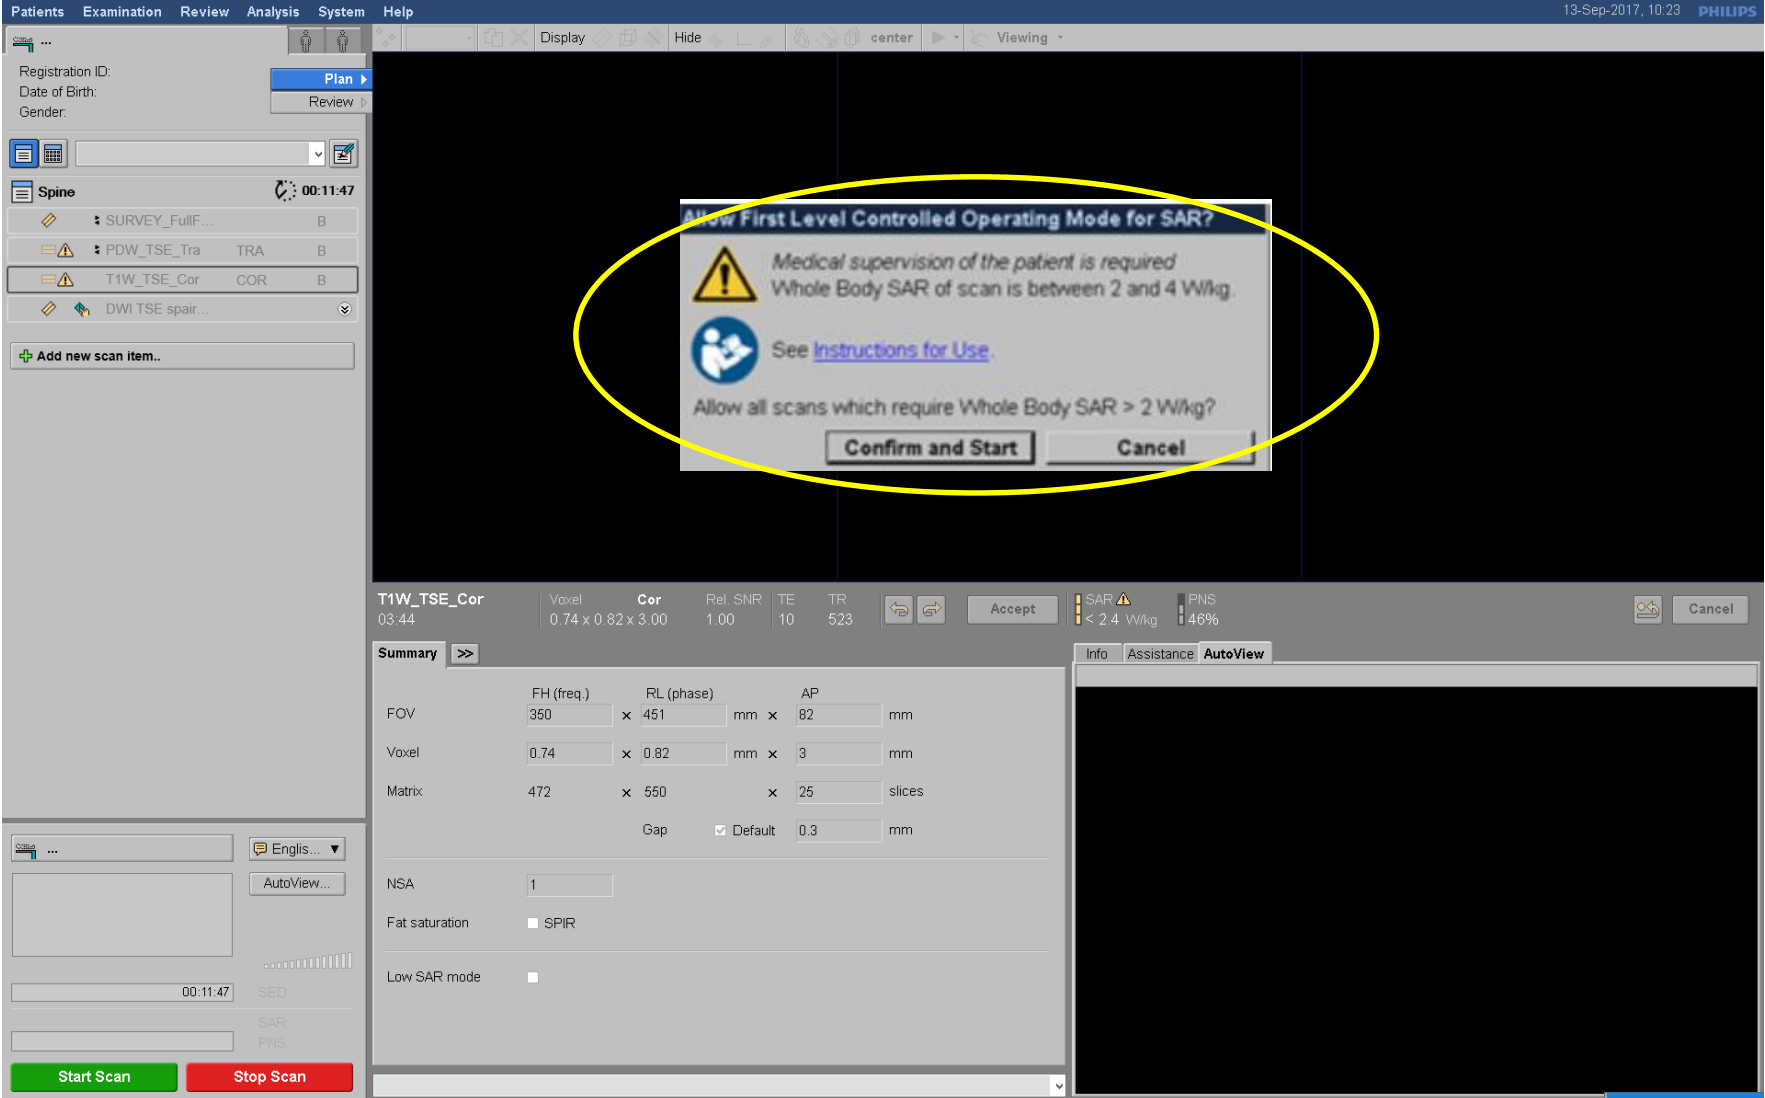 Patients Examination Review Analysis System Help
13-Sep-2017, 10:23 PHILIPS
...
Display Hide center Viewing
Registration ID:
Date of Birth:
Gender:
Plan
Review
Spine 00:11:47
SURVEY_FullF... B
PDW_TSE_Tra TRA B
T1W_TSE_Cor COR B
DWI TSE spair...
Add new scan item..
Allow First Level Controlled Operating Mode for SAR?
Medical supervision of the patient is required
Whole Body SAR of scan is between 2 and 4 W/kg.
See Instructions for Use.
Allow all scans which require Whole Body SAR > 2 W/kg?
Confirm and Start Cancel
T1W_TSE_Cor Voxel Cor Rel. SNR TE TR Accept SAR PNS Cancel
03:44 0.74 x 0.82 x 3.00 1.00 10 523 < 2.4 W/kg 46%
Summary >>
Info Assistance AutoView
FH (freq.) RL (phase) AP
FOV 350 x 451 mm x 82 mm
Voxel 0.74 x 0.82 mm x 3 mm
Matrix 472 x 550 x 25 slices
Gap Default 0.3 mm
NSA 1
Fat saturation SPIR
Low SAR mode
... Englis...
AutoView...
00:11:47 SED:
SAR:
PNS:
Start Scan Stop Scan